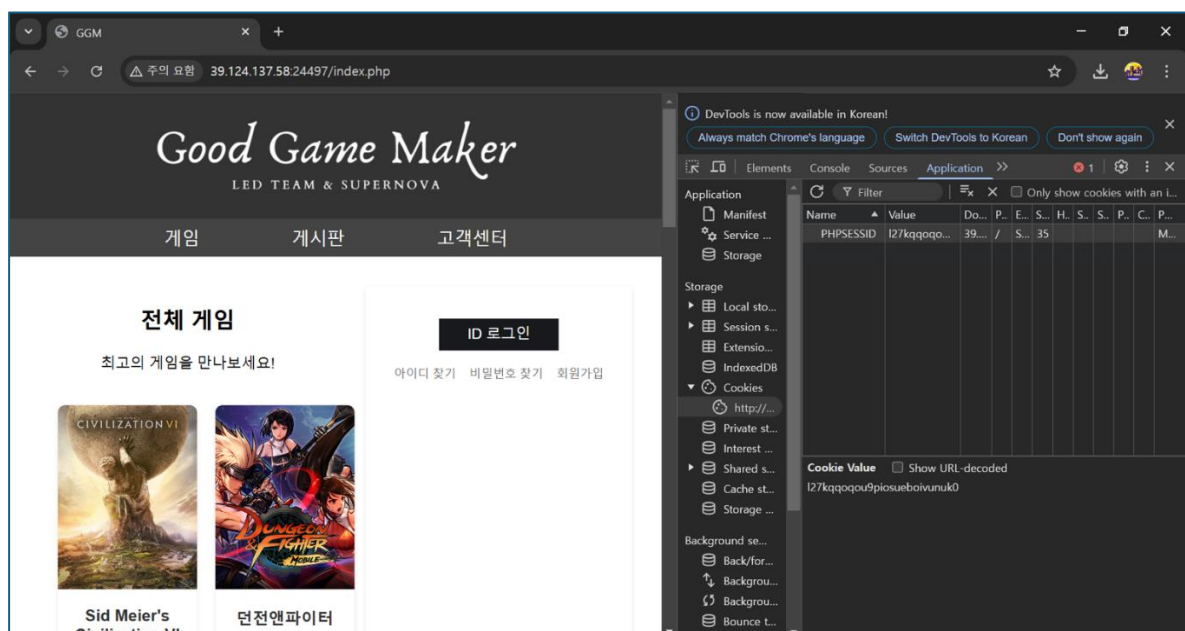 GGM
주의 요함 39.124.137.58:24497/index.php
Good Game Maker
LED TEAM & SUPERNOVA
게임 게시판 고객센터
전체 게임
최고의 게임을 만나보세요!
ID 로그인
아이디 찾기 비밀번호 찾기 회원가입
CIVILIZATION VI
DUNGEON & FIGHTER MOBILE
Sid Meier's
던전앤파이터
DevTools is now available in Korean!
Always match Chrome's language Switch DevTools to Korean Don't show again
Elements Console Sources Application 1
Application
Manifest
Service ...
Storage
Storage
Local sto...
Session s...
Extensio...
IndexedDB
Cookies
http://...
Private st...
Interest ...
Shared s...
Cache st...
Storage ...
Background se...
Back/for...
Backgrou...
Backgrou...
Bounce t...
Filter Only show cookies with an i...
Name Value Do... P.. E... S... H.. S.. S.. P.. C.. P...
PHPSESSID l27kqqoqo... 39.... / S... 35 M...
Cookie Value Show URL-decoded
l27kqqoqou9piosueboivunuk0